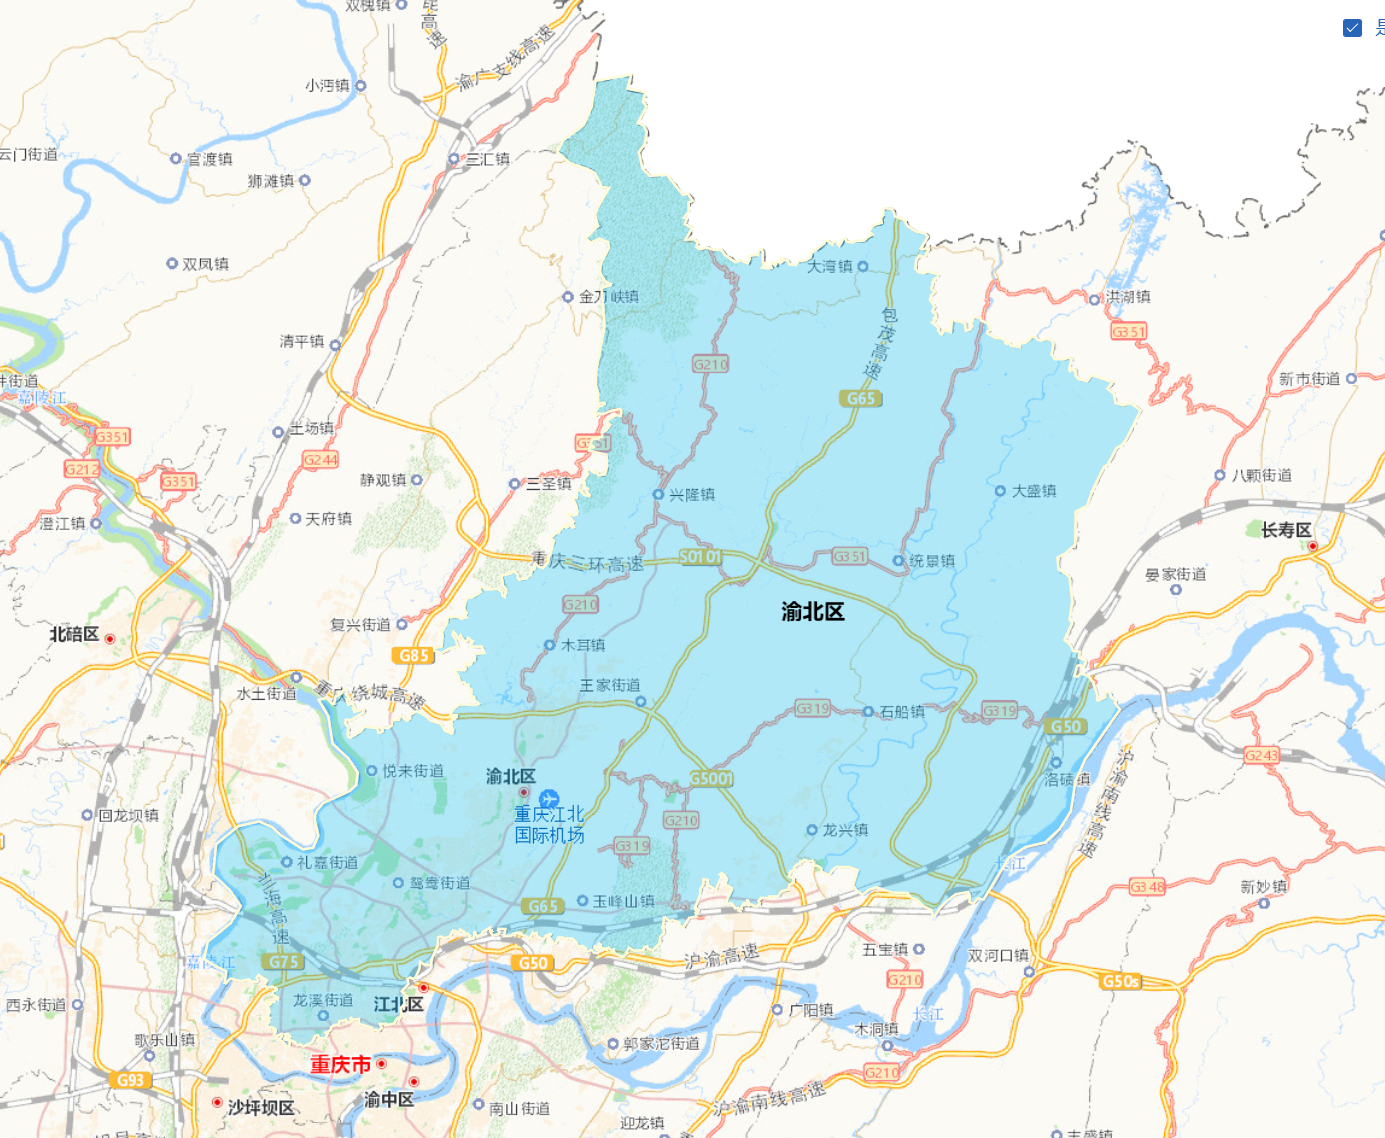 双槐镇
渝广支线高速
小沔镇
三汇镇
云门街道
官渡镇
狮滩镇
双凤镇
大湾镇
金刀峡镇
洪湖镇
包茂高速
G351
清平镇
G210
新市街道
嘉陵江
G65
土场镇
G351
G351
G244
G212
八颗街道
G351
静观镇
三圣镇
兴隆镇
大盛镇
天府镇
澄江镇
长寿区
重庆三环高速
S0101
G351
统景镇
晏家街道
G210
渝北区
复兴街道
北碚区
木耳镇
G85
王家街道
水土街道
重庆绕城高速
石船镇
G319
G319
G50
悦来街道
渝北区
G5001
洛碛镇
G243
沪渝南线高速
重庆江北
国际机场
回龙坝镇
G210
龙兴镇
G319
礼嘉街道
长江
鸳鸯街道
G348
新妙镇
玉峰山镇
G65
兰海高速
五宝镇
双河口镇
嘉陵江
G75
G50
沪渝高速
G210
G50s
西永街道
龙溪街道
江北区
广阳镇
长江
木洞镇
歌乐山镇
郭家沱街道
重庆市
G93
G210
渝中区
沙坪坝区
南山街道
沪渝南线高速
迎龙镇